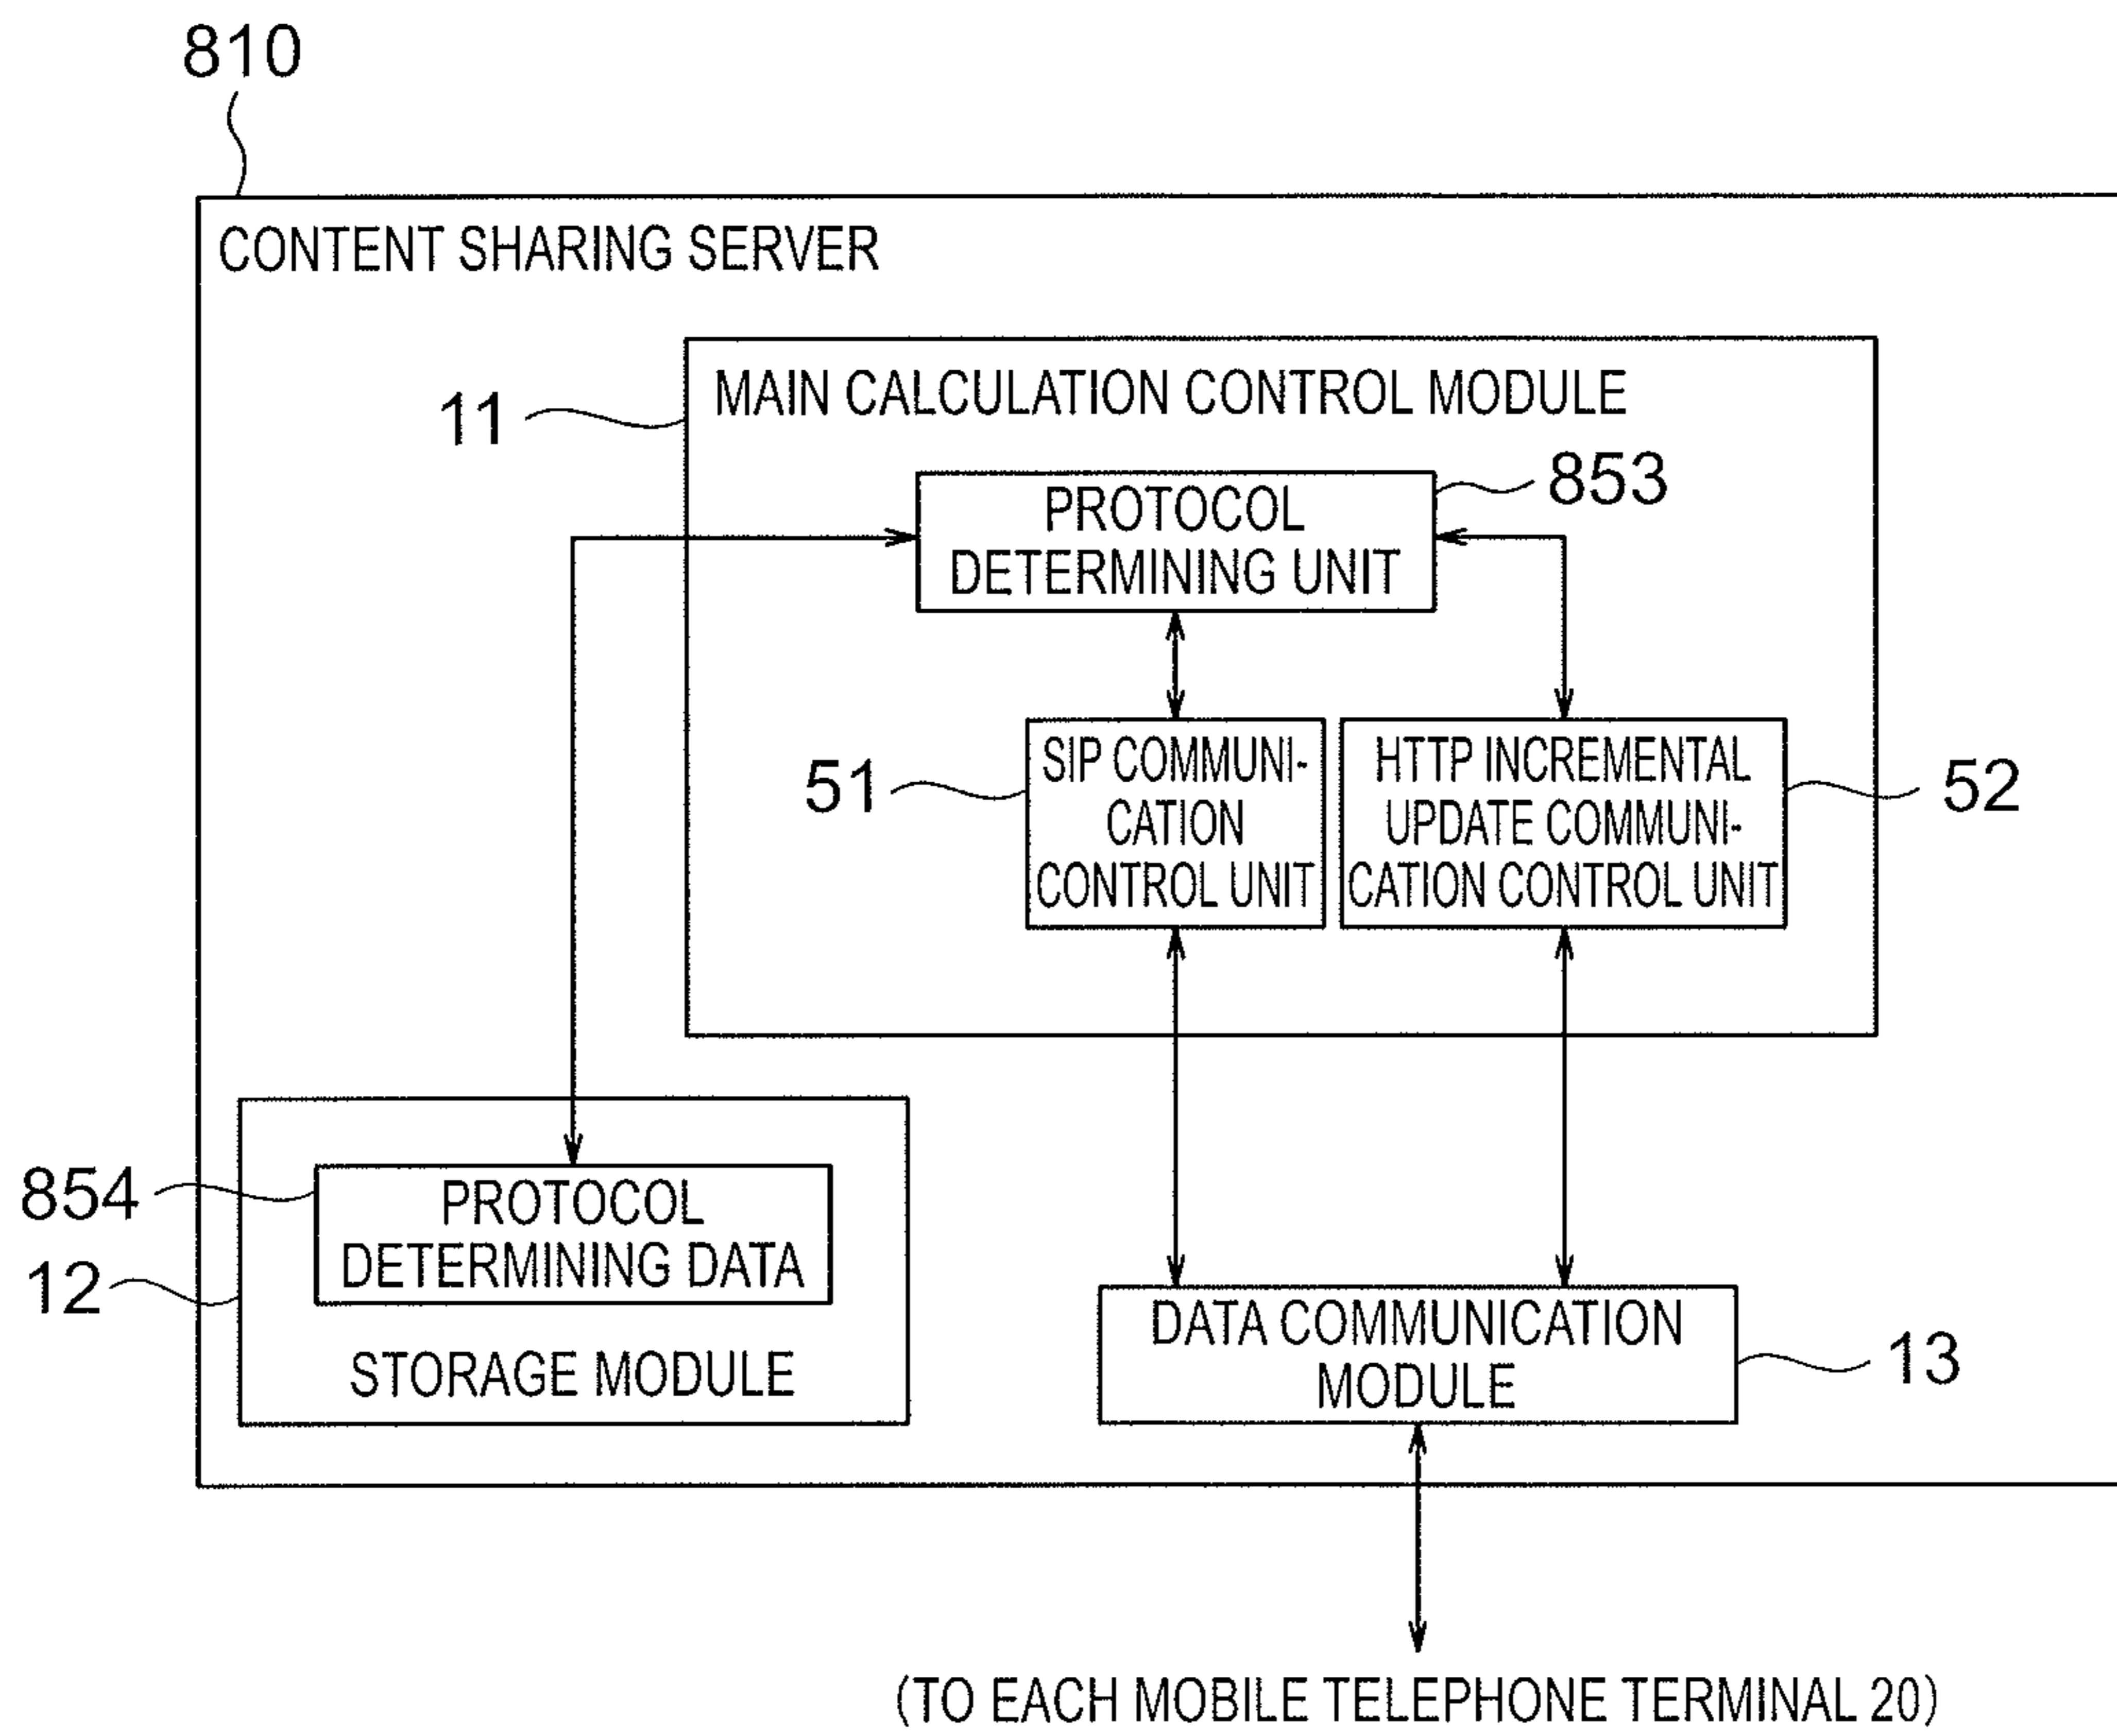 810
CONTENT SHARING SERVER
11
MAIN CALCULATION CONTROL MODULE
853
PROTOCOL
DETERMINING UNIT
51
SIP COMMUNI-
CATION
CONTROL UNIT
HTTP INCREMENTAL
UPDATE COMMUNI-
CATION CONTROL UNIT
52
854
PROTOCOL
DETERMINING DATA
12
STORAGE MODULE
DATA COMMUNICATION
MODULE
13
(TO EACH MOBILE TELEPHONE TERMINAL 20)